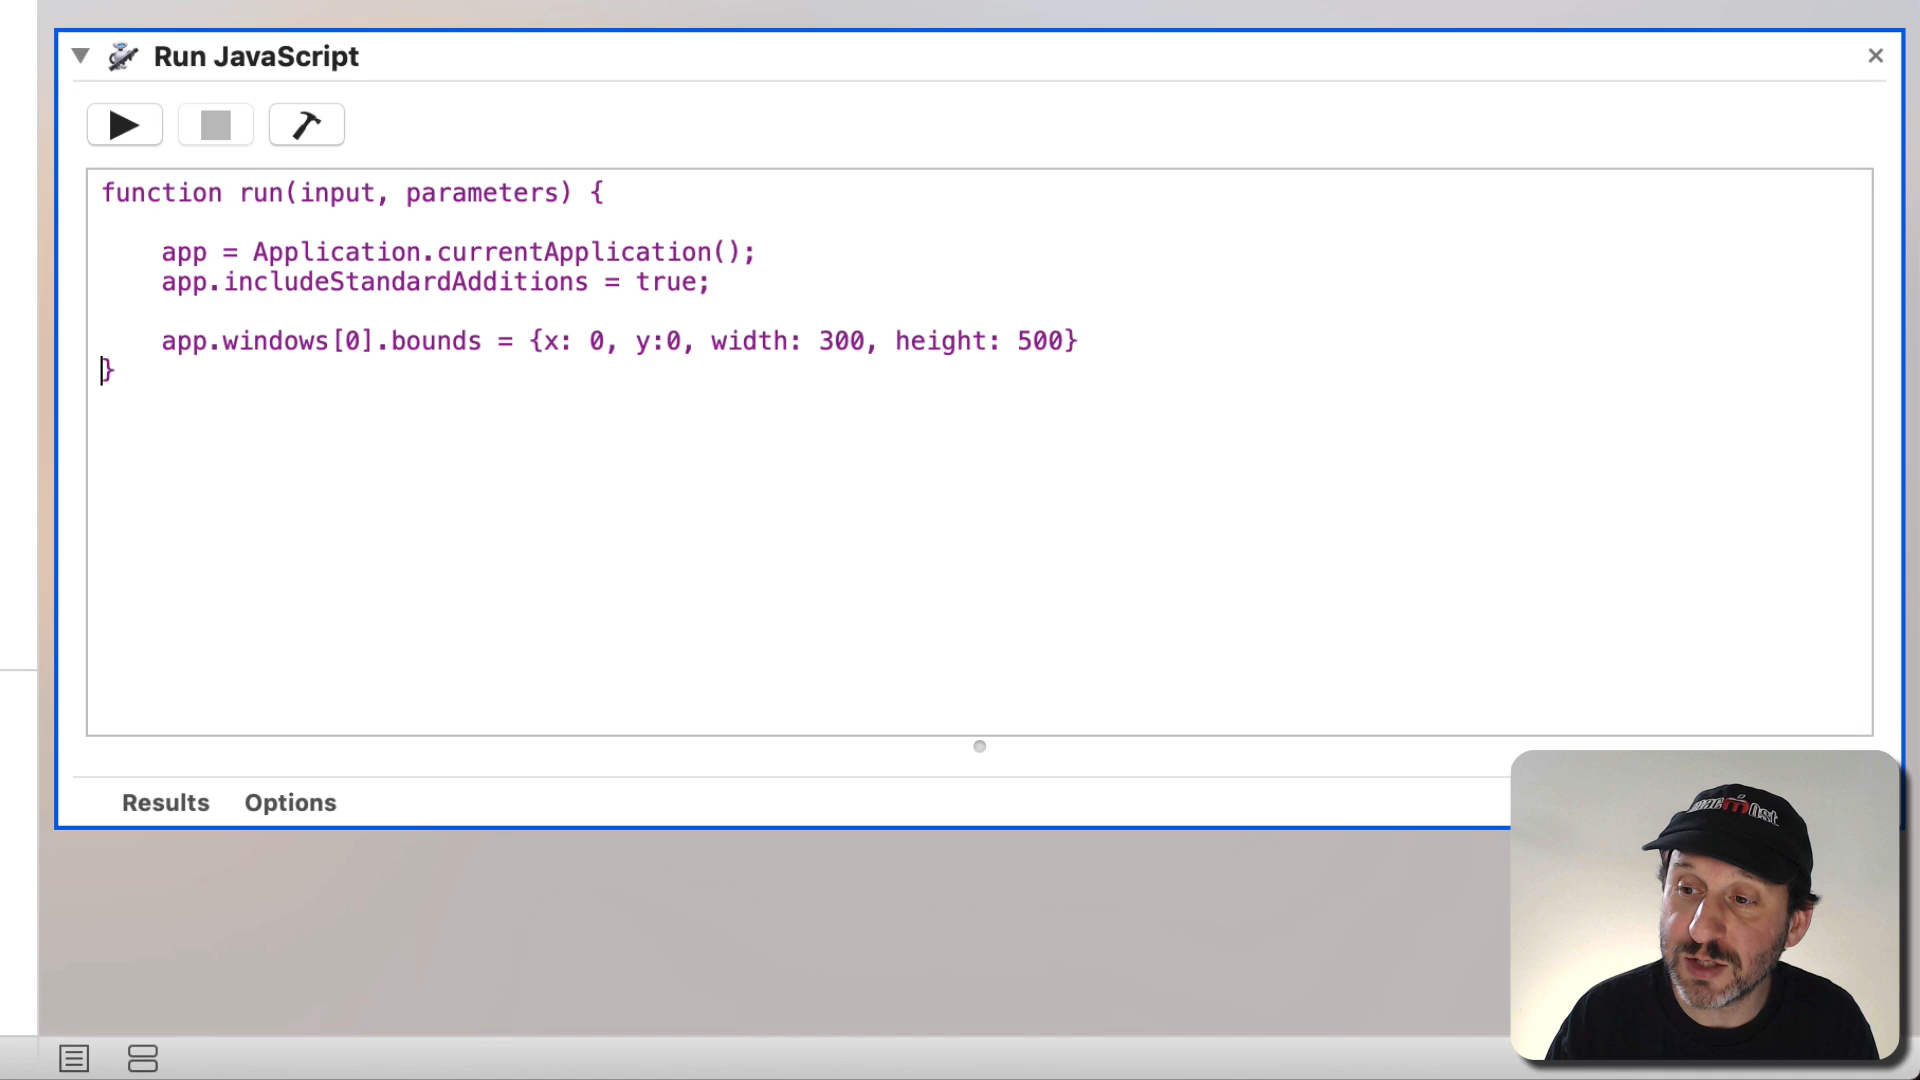 Run JavaScript
function run(input, parameters) {
app = Application.currentApplication();
app.includeStandardAdditions = true;
app.windows[0].bounds = {x: 0, y:0, width: 300, height: 500}
}
Results Options
macmost